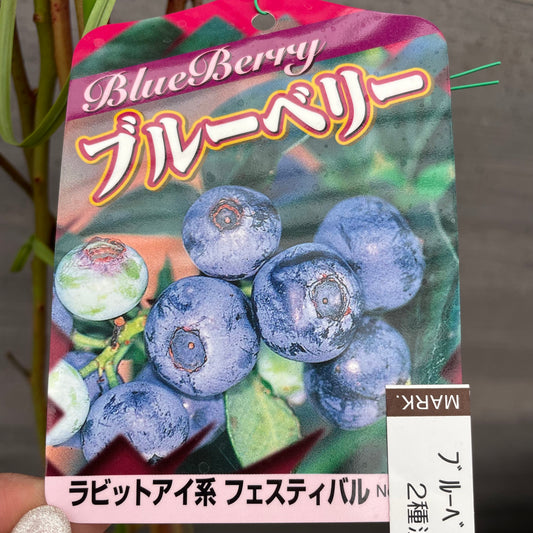 BlueBerry
ブルーベリー
ラビットアイ系 フェスティバル N
MARK.
ブルーベ
2種